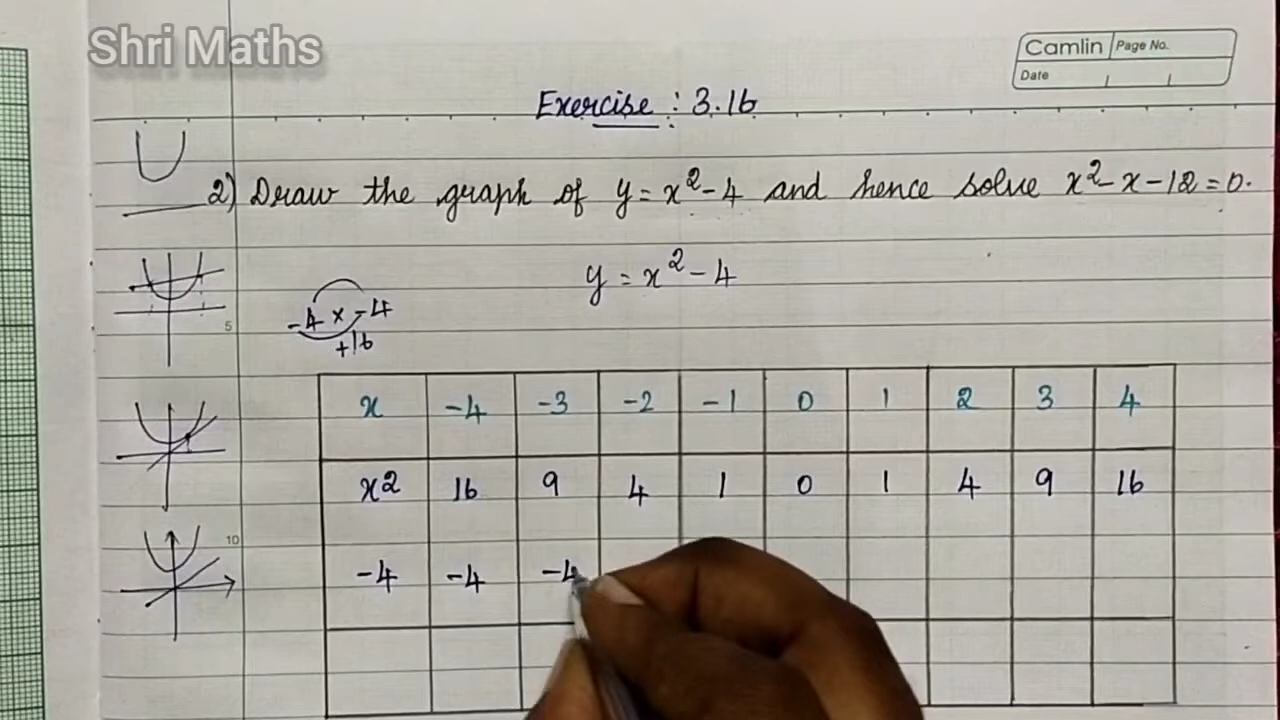 Shri Maths
Camlin Page No.
Date
Exercise : 3.16
2) Draw the graph of y = x² - 4 and hence solve x² - x - 12 = 0.
y = x² - 4
-4 × -4
+16
5
x -4 -3 -2 -1 0 1 2 3 4
x² 16 9 4 1 0 1 4 9 16
10
-4 -4 -4